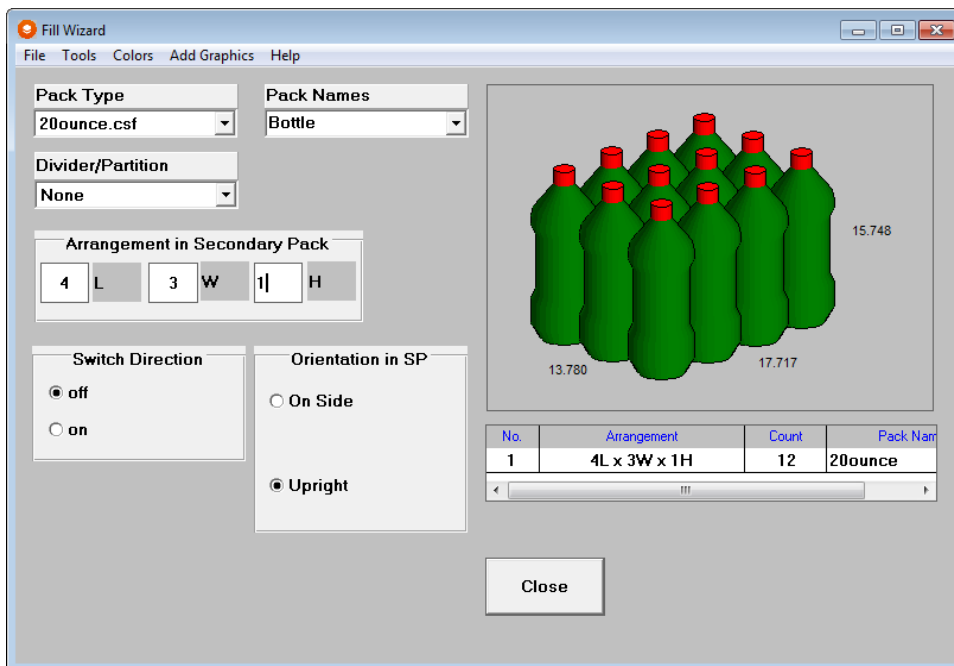 Fill Wizard
File Tools Colors Add Graphics Help
Pack Type
20ounce.csf
Pack Names
Bottle
Divider/Partition
None
Arrangement in Secondary Pack
4 L 3 W 1 H
Switch Direction
off
on
Orientation in SP
On Side
Upright
15.748
13.780
17.717
No. Arrangement Count Pack Nam
1 4L x 3W x 1H 12 20ounce
Close